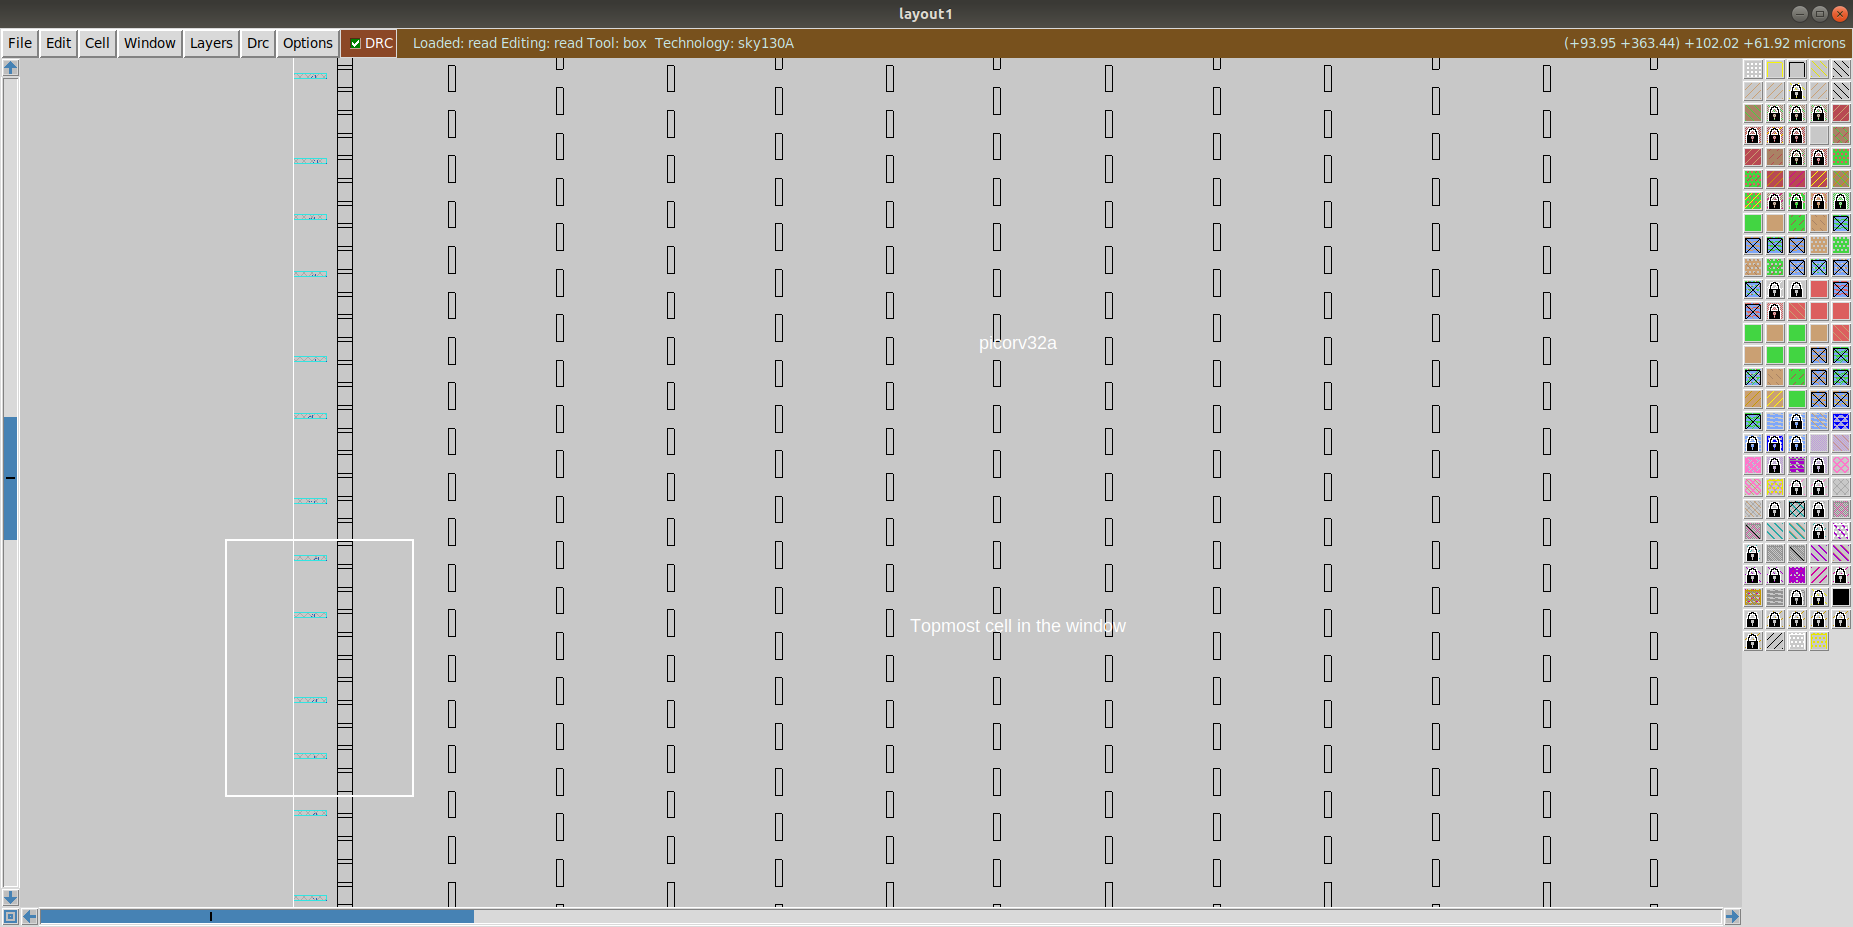 layout1
File Edit Cell Window Layers Drc Options DRC Loaded: read Editing: read Tool: box Technology: sky130A (+93.95 +363.44) +102.02 +61.92 microns
picorv32a
Topmost cell in the window